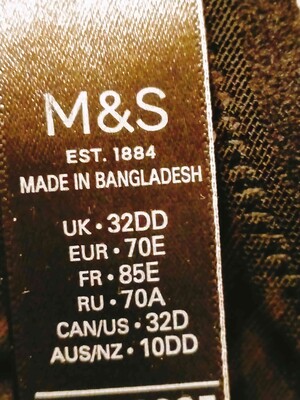 M&S
EST. 1884
MADE IN BANGLADESH
UK • 32DD
EUR • 70E
FR • 85E
RU • 70A
CAN/US • 32D
AUS/NZ • 10DD